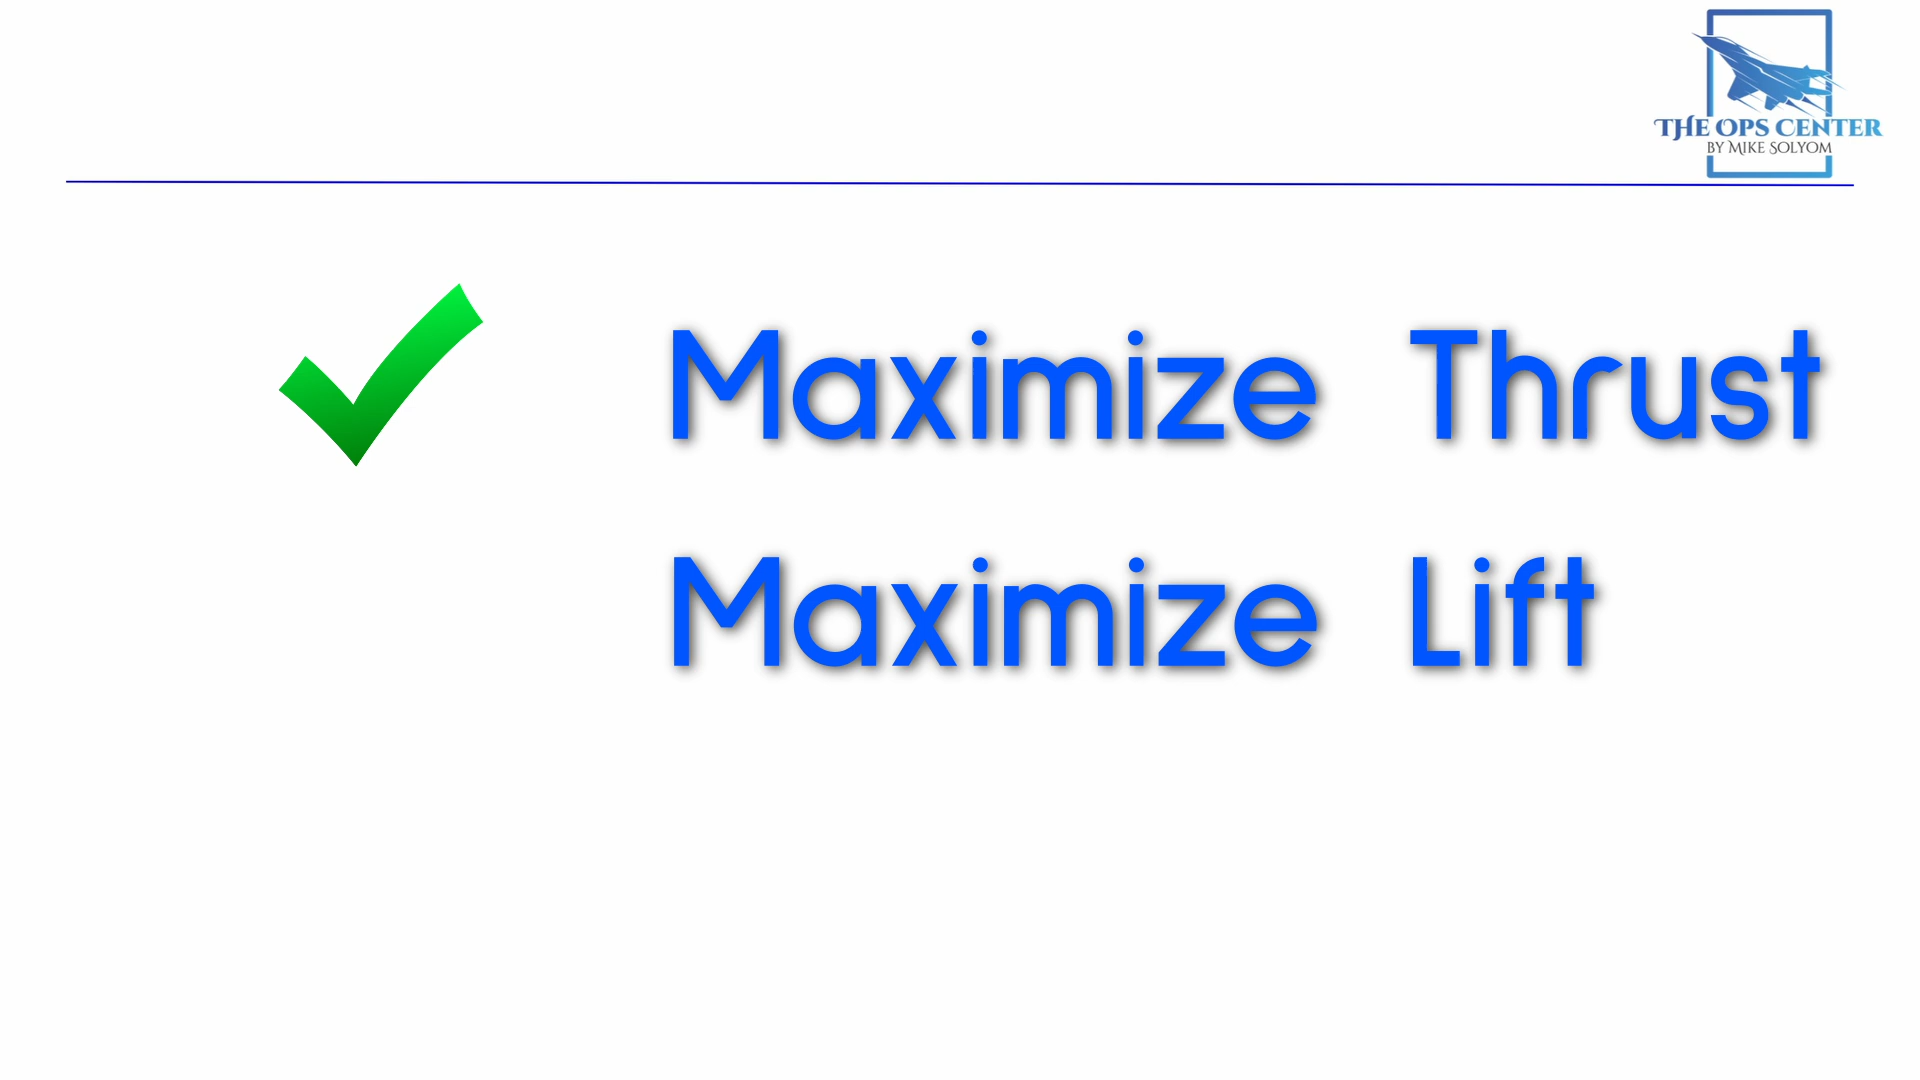 THE OPS CENTER
BY MIKE SOLYOM
Maximize Thrust
Maximize Lift